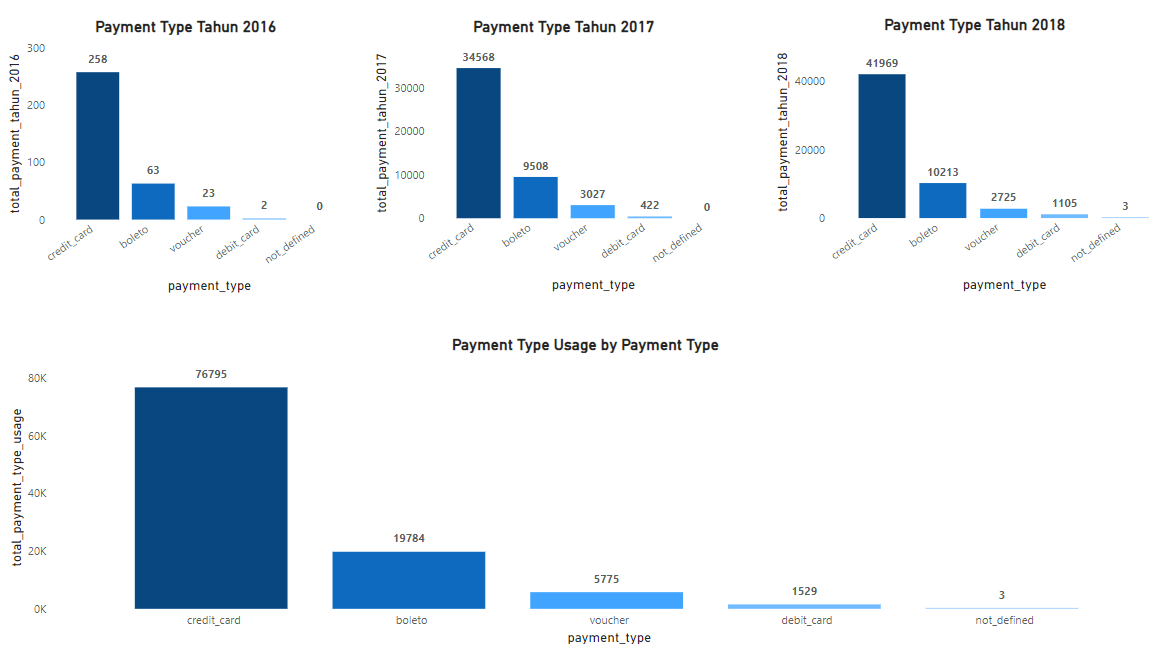 Payment Type Tahun 2016
total_payment_tahun_2016
300
200
100
0
258
63
23
2
0
credit_card
boleto
voucher
debit_card
not_defined
payment_type
Payment Type Tahun 2017
total_payment_tahun_2017
30000
20000
10000
0
34568
9508
3027
422
0
credit_card
boleto
voucher
debit_card
not_defined
payment_type
Payment Type Tahun 2018
total_payment_tahun_2018
40000
20000
0
41969
10213
2725
1105
3
credit_card
boleto
voucher
debit_card
not_defined
payment_type
Payment Type Usage by Payment Type
total_payment_type_usage
80K
60K
40K
20K
0K
76795
19784
5775
1529
3
credit_card
boleto
voucher
debit_card
not_defined
payment_type